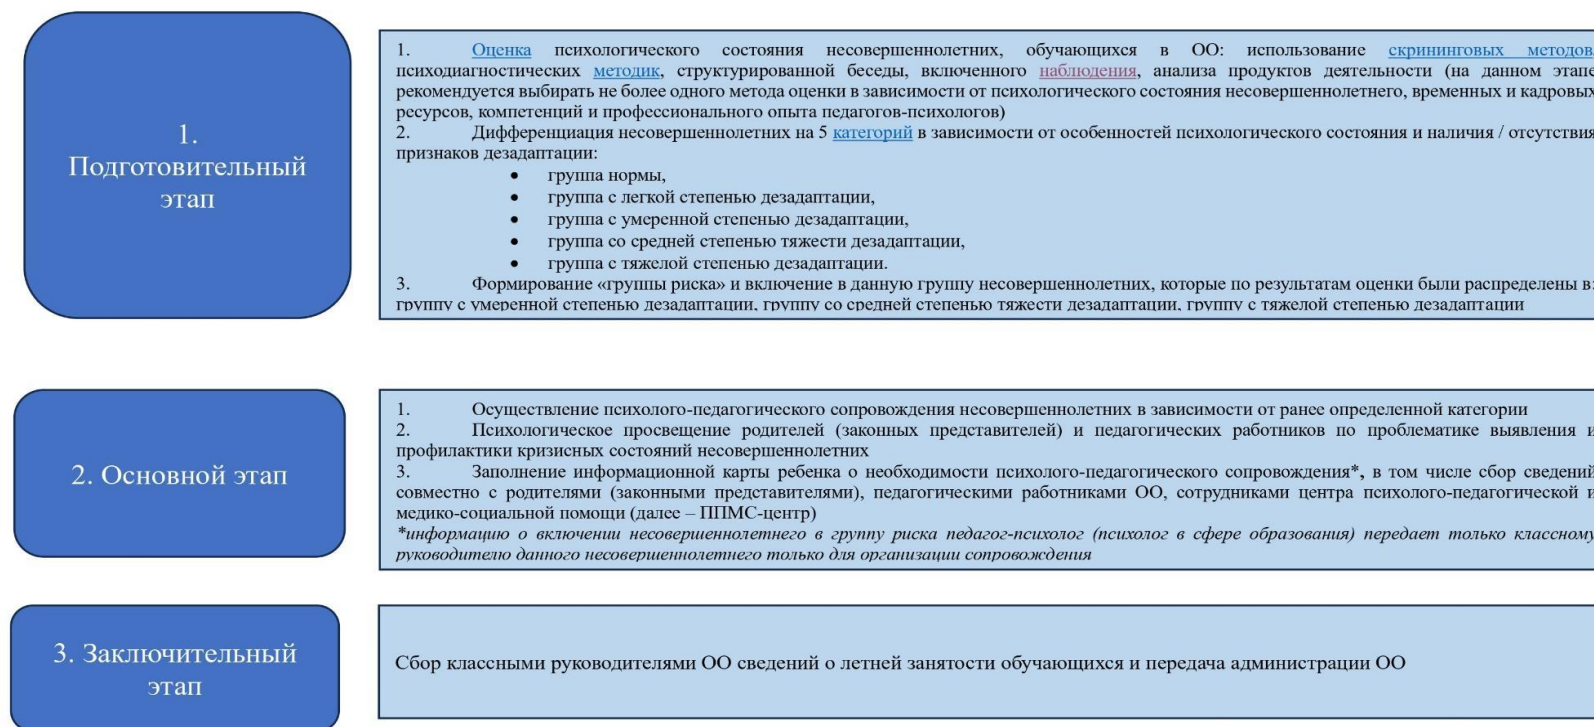 1.
Подготовительный
этап
1. Оценка психологического состояния несовершеннолетних, обучающихся в ОО: использование скрининговых методов,
психодиагностических методик, структурированной беседы, включенного наблюдения, анализа продуктов деятельности (на данном этапе
рекомендуется выбирать не более одного метода оценки в зависимости от психологического состояния несовершеннолетнего, временных и кадровых
ресурсов, компетенций и профессионального опыта педагогов-психологов)
2. Дифференциация несовершеннолетних на 5 категорий в зависимости от особенностей психологического состояния и наличия / отсутствия
признаков дезадаптации:
• группа нормы,
• группа с легкой степенью дезадаптации,
• группа с умеренной степенью дезадаптации,
• группа со средней степенью тяжести дезадаптации,
• группа с тяжелой степенью дезадаптации.
3. Формирование «группы риска» и включение в данную группу несовершеннолетних, которые по результатам оценки были распределены в:
группу с умеренной степенью дезадаптации, группу со средней степенью тяжести дезадаптации, группу с тяжелой степенью дезадаптации
2. Основной этап
1. Осуществление психолого-педагогического сопровождения несовершеннолетних в зависимости от ранее определенной категории
2. Психологическое просвещение родителей (законных представителей) и педагогических работников по проблематике выявления и
профилактики кризисных состояний несовершеннолетних
3. Заполнение информационной карты ребенка о необходимости психолого-педагогического сопровождения*, в том числе сбор сведений
совместно с родителями (законными представителями), педагогическими работниками ОО, сотрудниками центра психолого-педагогической и
медико-социальной помощи (далее – ППМС-центр)
*информацию о включении несовершеннолетнего в группу риска педагог-психолог (психолог в сфере образования) передает только классному
руководителю данного несовершеннолетнего только для организации сопровождения
3. Заключительный
этап
Сбор классными руководителями ОО сведений о летней занятости обучающихся и передача администрации ОО